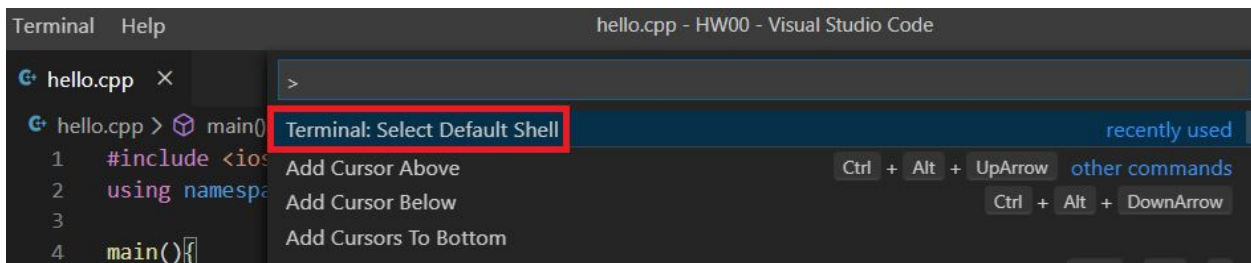 Terminal Help hello.cpp - HW00 - Visual Studio Code
hello.cpp ×
>
hello.cpp > main()
Terminal: Select Default Shell recently used
1 #include <ios
Add Cursor Above Ctrl + Alt + UpArrow other commands
2 using namespa
Add Cursor Below Ctrl + Alt + DownArrow
3
Add Cursors To Bottom
4 main(){